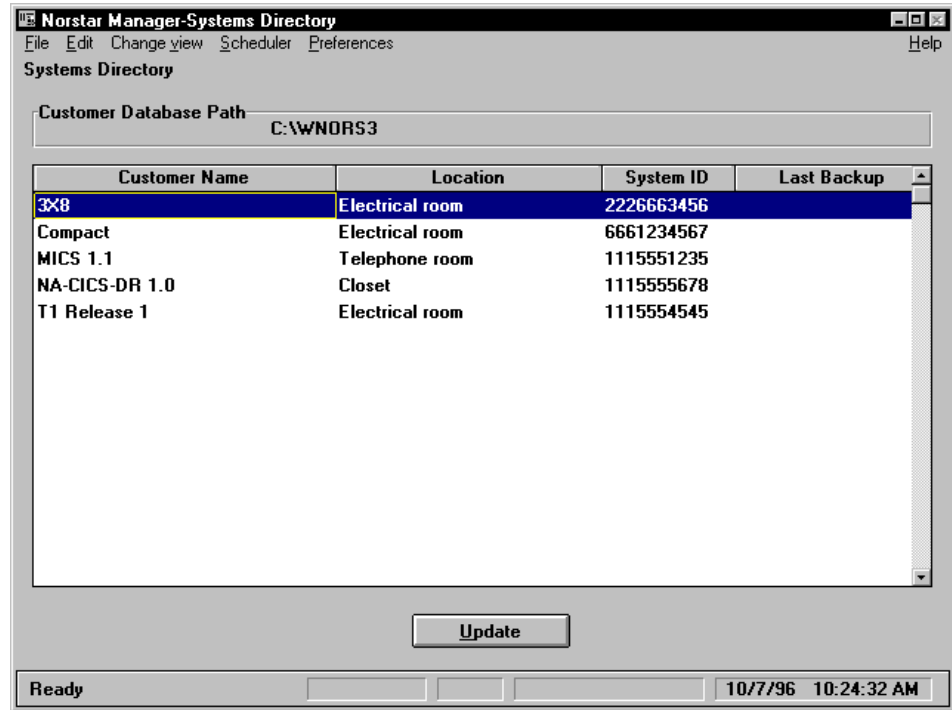 Norstar Manager-Systems Directory
File Edit Change view Scheduler Preferences Help
Systems Directory
Customer Database Path
C:\WNORS3
Customer Name Location System ID Last Backup
3X8 Electrical room 2226663456
Compact Electrical room 6661234567
MICS 1.1 Telephone room 1115551235
NA-CICS-DR 1.0 Closet 1115555678
T1 Release 1 Electrical room 1115554545
Update
Ready 10/7/96 10:24:32 AM